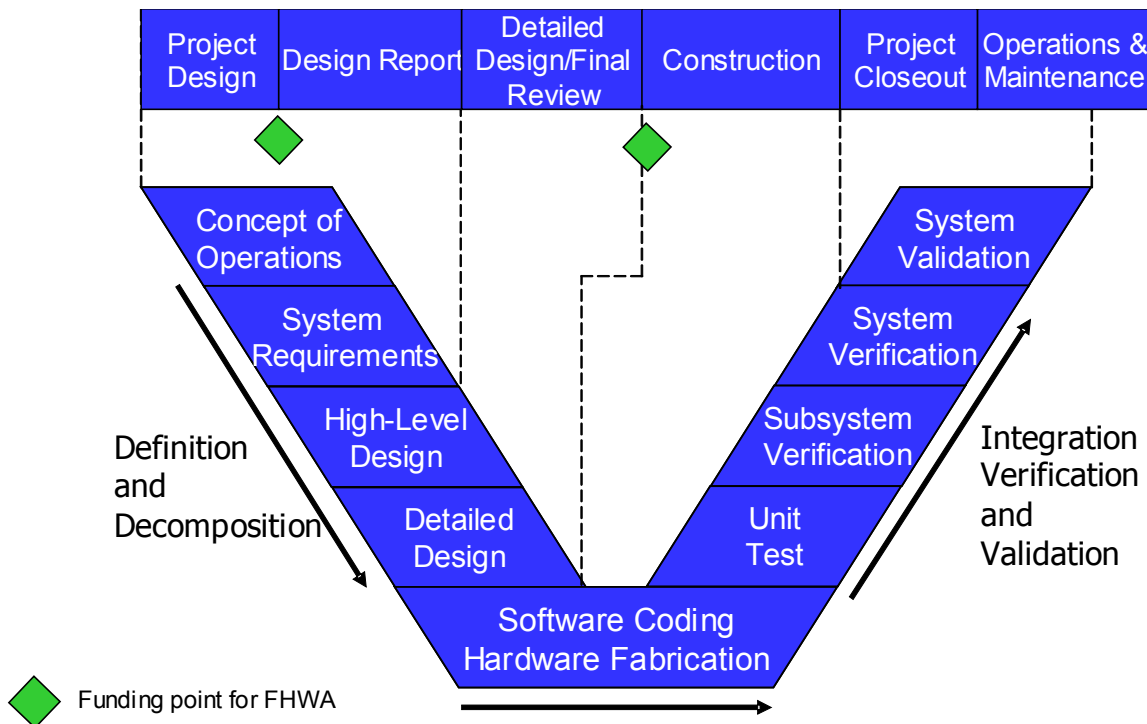 Project
Design
Design Report
Detailed
Design/Final
Review
Construction
Project
Closeout
Operations &
Maintenance
Concept of
Operations
System
Requirements
High-Level
Design
Detailed
Design
Definition
and
Decomposition
Software Coding
Hardware Fabrication
System
Validation
System
Verification
Subsystem
Verification
Unit
Test
Integration
Verification
and
Validation
Funding point for FHWA